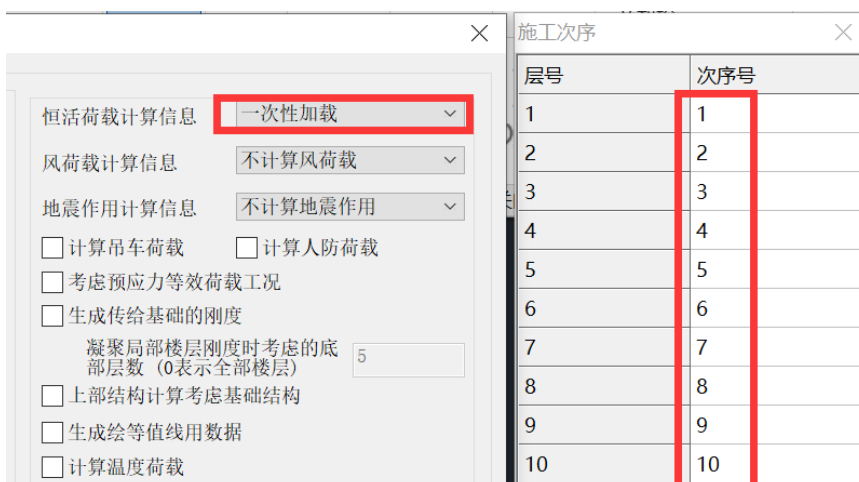 恒活荷载计算信息 一次性加载
风荷载计算信息 不计算风荷载
地震作用计算信息 不计算地震作用
计算吊车荷载 计算人防荷载
考虑预应力等效荷载工况
生成传给基础的刚度
凝聚局部楼层刚度时考虑的底
部层数（0表示全部楼层） 5
上部结构计算考虑基础结构
生成绘等值线用数据
计算温度荷载
施工次序
层号 次序号
1 1
2 2
3 3
4 4
5 5
6 6
7 7
8 8
9 9
10 10